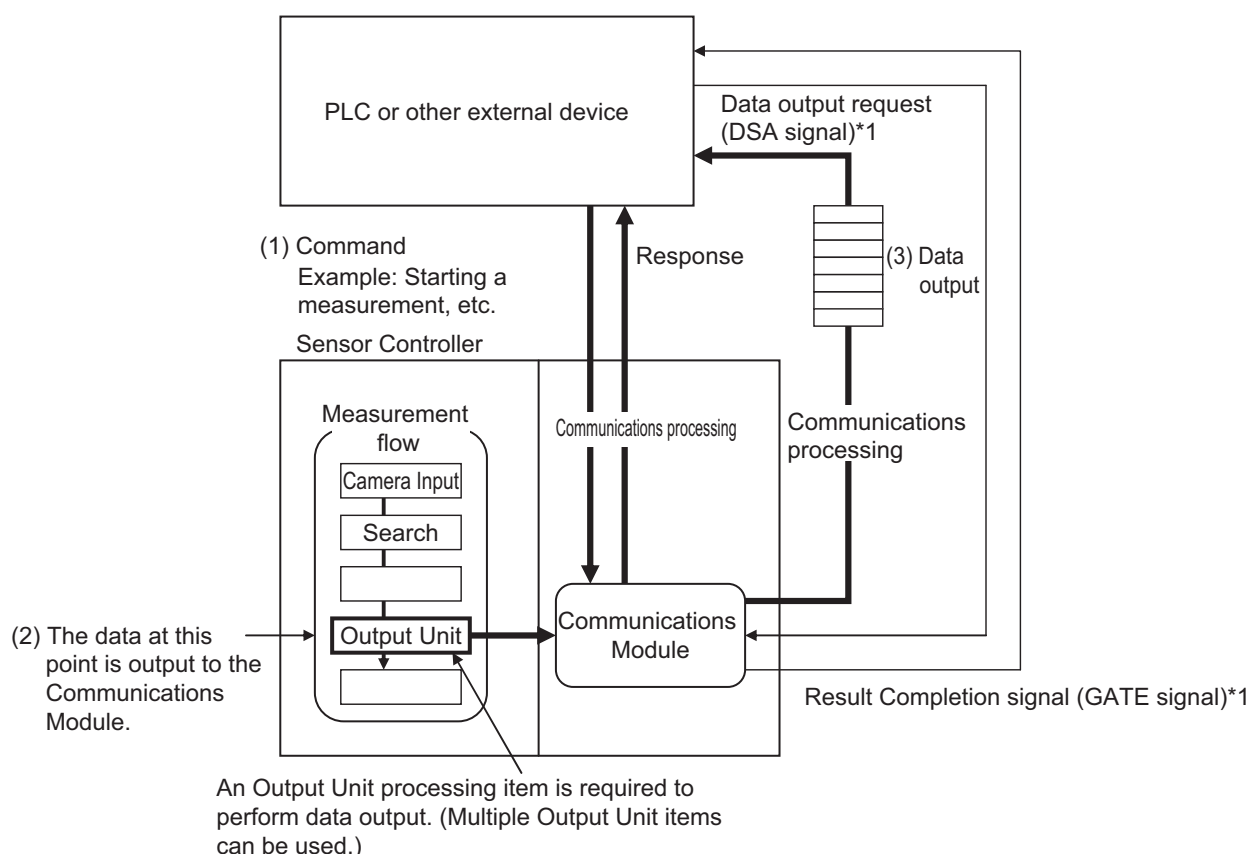 PLC or other external device
Data output request
(DSA signal)*1
(1) Command
Example: Starting a
measurement, etc.
Response
(3) Data
output
Sensor Controller
Measurement
flow
Camera Input
Search
Output Unit
Communications processing
Communications
processing
Communications
Module
(2) The data at this
point is output to the
Communications
Module.
Result Completion signal (GATE signal)*1
An Output Unit processing item is required to
perform data output. (Multiple Output Unit items
can be used.)